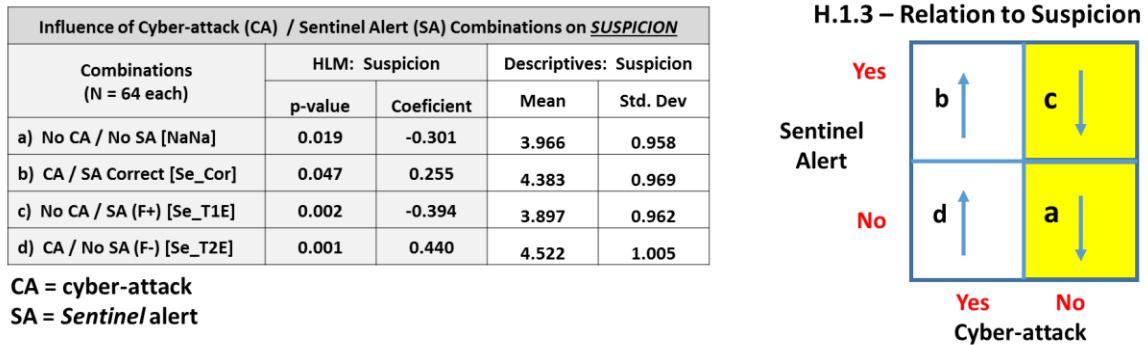 Influence of Cyber-attack (CA) / Sentinel Alert (SA) Combinations on SUSPICION
Combinations
(N = 64 each)
HLM: Suspicion
Descriptives: Suspicion
p-value Coeficient Mean Std. Dev
a) No CA / No SA [NaNa] 0.019 -0.301 3.966 0.958
b) CA / SA Correct [Se_Cor] 0.047 0.255 4.383 0.969
c) No CA / SA (F+) [Se_T1E] 0.002 -0.394 3.897 0.962
d) CA / No SA (F-) [Se_T2E] 0.001 0.440 4.522 1.005
CA = cyber-attack
SA = Sentinel alert
H.1.3 – Relation to Suspicion
Yes
b c
Sentinel
Alert
No
d a
Yes No
Cyber-attack